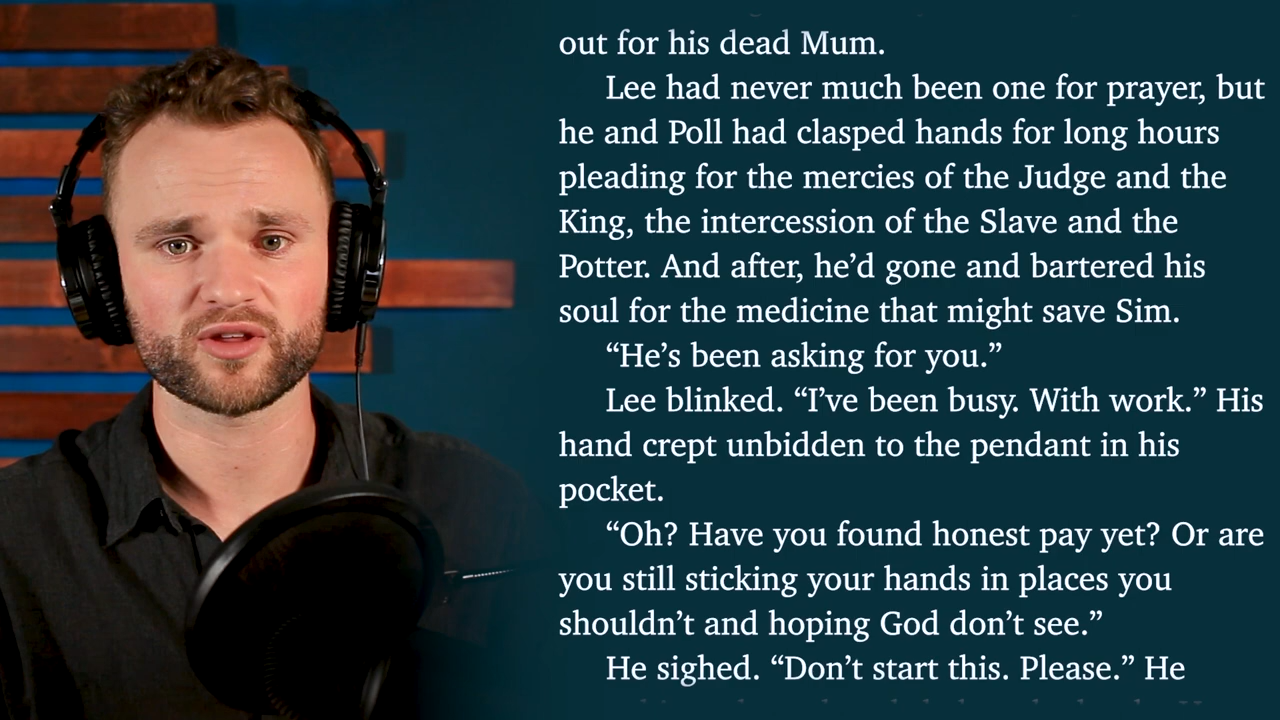 out for his dead Mum.
Lee had never much been one for prayer, but
he and Poll had clasped hands for long hours
pleading for the mercies of the Judge and the
King, the intercession of the Slave and the
Potter. And after, he’d gone and bartered his
soul for the medicine that might save Sim.
“He’s been asking for you.”
Lee blinked. “I’ve been busy. With work.” His
hand crept unbidden to the pendant in his
pocket.
“Oh? Have you found honest pay yet? Or are
you still sticking your hands in places you
shouldn’t and hoping God don’t see.”
He sighed. “Don’t start this. Please.” He